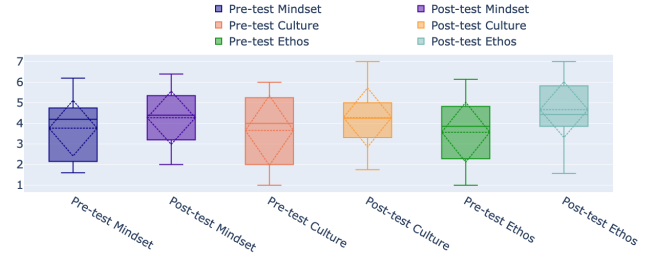 Pre-test Mindset Post-test Mindset
Pre-test Culture Post-test Culture
Pre-test Ethos Post-test Ethos
7
6
5
4
3
2
1
Pre-test Mindset
Post-test Mindset
Pre-test Culture
Post-test Culture
Pre-test Ethos
Post-test Ethos